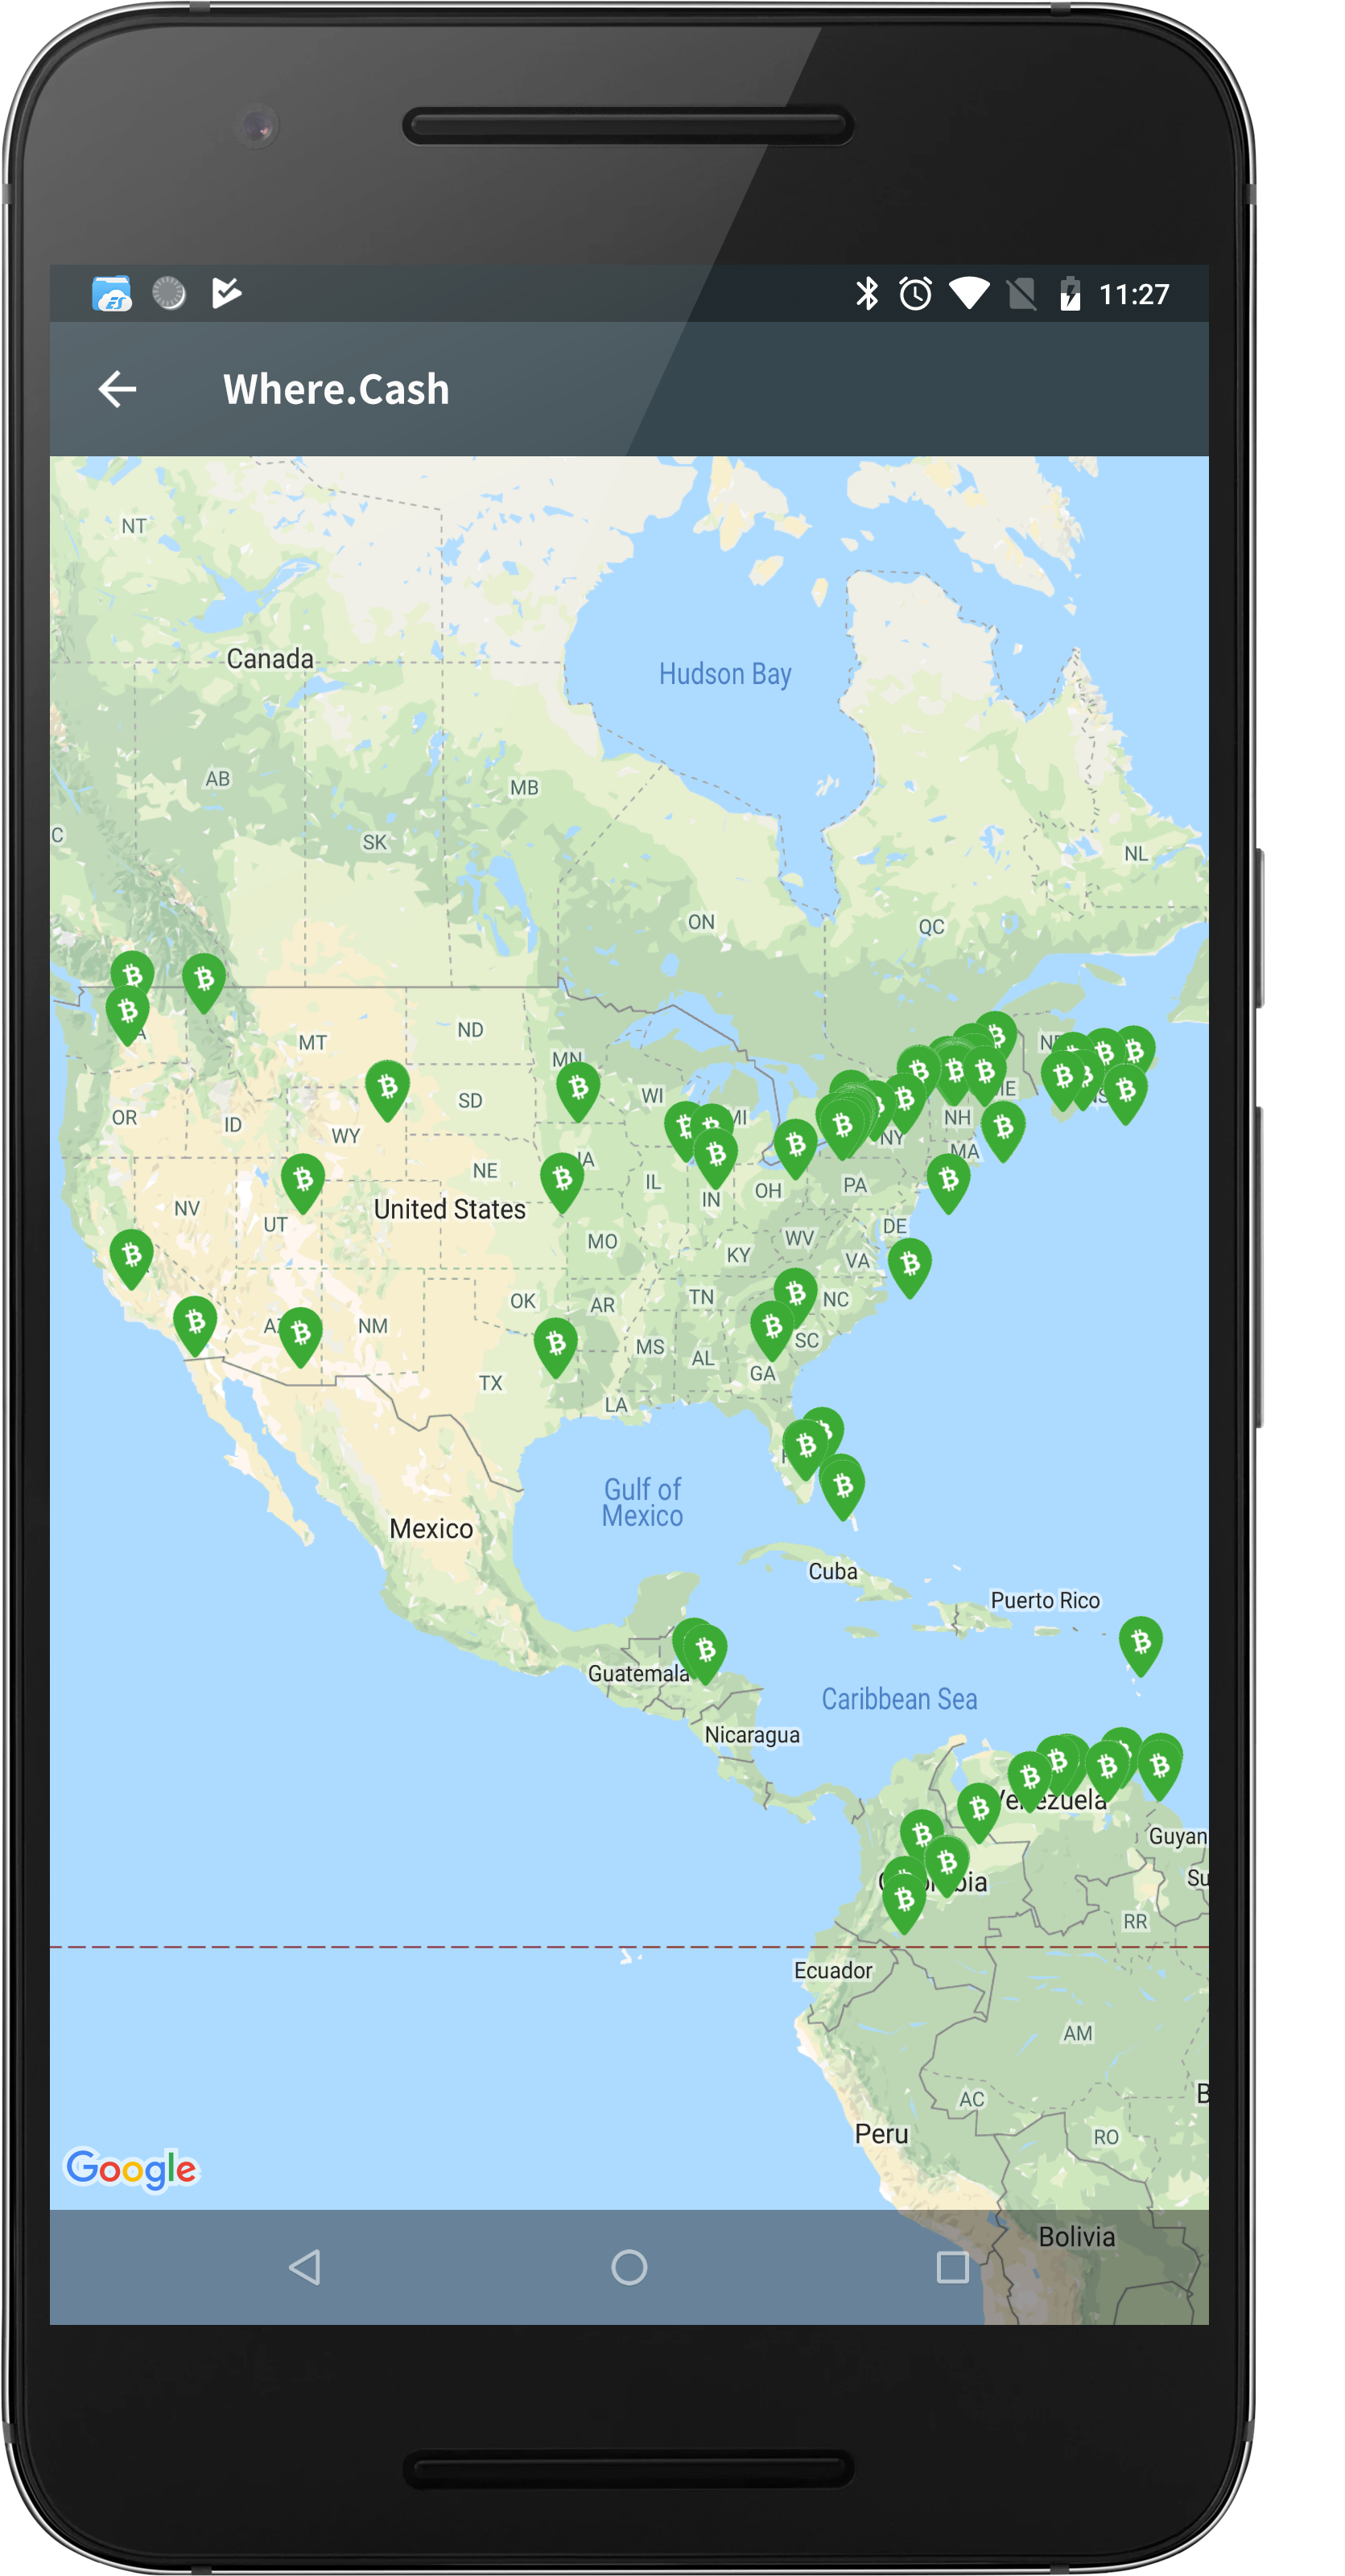 11:27
Where.Cash
NT
Canada
Hudson Bay
AB
MB
SK
NL
ON
QC
ND
MT
MN
OR
ID
SD
WI
MI
NH
WY
NY
MA
IA
NE
IL
IN
OH
PA
NV
United States
UT
DE
MO
KY
WV
VA
OK
AR
TN
NC
NM
MS
AL
SC
TX
GA
LA
Gulf of
Mexico
Mexico
Cuba
Puerto Rico
Guatemala
Caribbean Sea
Nicaragua
Venezuela
Guyan
Su
RR
Ecuador
AM
AC
Peru
RO
Google
Bolivia